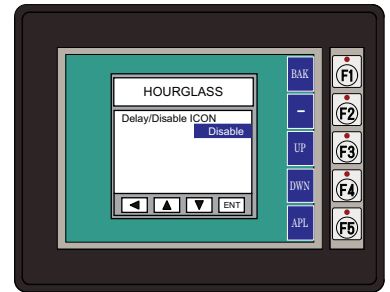 HOURGLASS
Delay/Disable ICON
Disable
ENT
BAK
–
UP
DWN
APL
F1
F2
F3
F4
F5